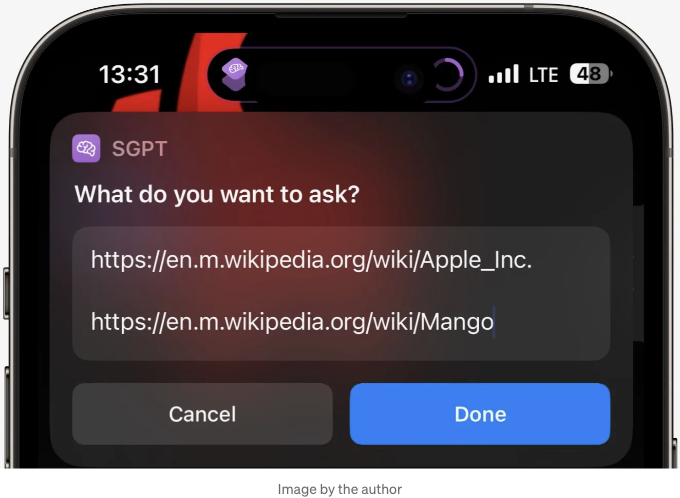 13:31
LTE
48
SGPT
What do you want to ask?
https://en.m.wikipedia.org/wiki/Apple_Inc.
https://en.m.wikipedia.org/wiki/Mango
Cancel
Done
Image by the author